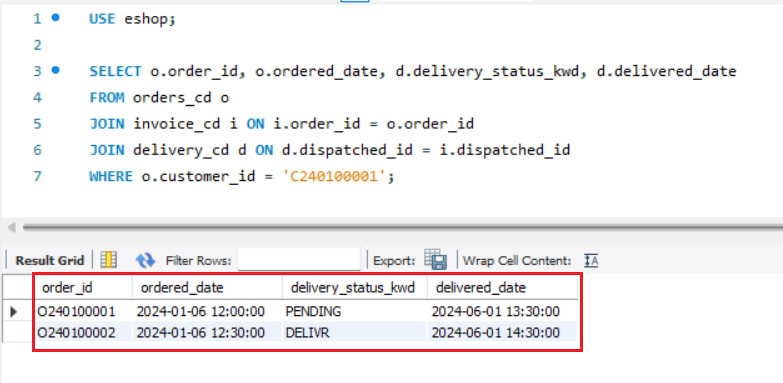 1 USE eshop;
2
3 SELECT o.order_id, o.ordered_date, d.delivery_status_kwd, d.delivered_date
4 FROM orders_cd o
5 JOIN invoice_cd i ON i.order_id = o.order_id
6 JOIN delivery_cd d ON d.dispatched_id = i.dispatched_id
7 WHERE o.customer_id = 'C240100001';
Result Grid Filter Rows: Export: Wrap Cell Content: IA
order_id ordered_date delivery_status_kwd delivered_date
O240100001 2024-01-06 12:00:00 PENDING 2024-06-01 13:30:00
O240100002 2024-01-06 12:30:00 DELIVR 2024-06-01 14:30:00